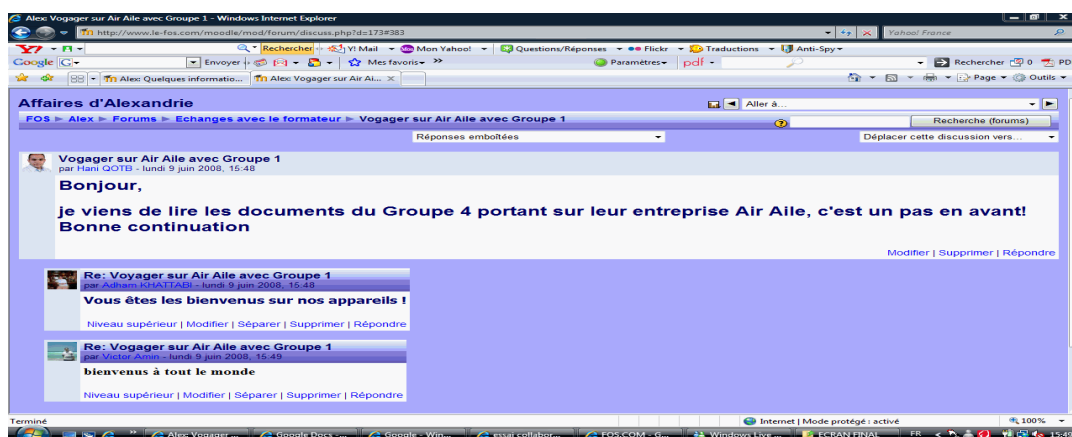 Alex: Vogager sur Air Aile avec Groupe 1 - Windows Internet Explorer
http://www.le-fos.com/moodle/mod/forum/discuss.php?d=173#383
Yahoo! France
Rechercher Y! Mail Mon Yahoo! Questions/Réponses Flickr Traductions Anti-Spy
Google Envoyer Mes favoris Paramètres pdf Rechercher 0 PD
Alex: Quelques informatio... Alex: Vogager sur Air Ai... Page Outils
Affaires d'Alexandrie
Aller à...
FOS ► Alex ► Forums ► Echanges avec le formateur ► Vogager sur Air Aile avec Groupe 1
Recherche (forums)
Réponses emboîtées
Déplacer cette discussion vers...
Vogager sur Air Aile avec Groupe 1
par Hani QOTB - lundi 9 juin 2008, 15:48
Bonjour,
je viens de lire les documents du Groupe 4 portant sur leur entreprise Air Aile, c'est un pas en avant!
Bonne continuation
Modifier | Supprimer | Répondre
Re: Voyager sur Air Aile avec Groupe 1
par Adham KHATTABI - lundi 9 juin 2008, 15:48
Vous êtes les bienvenus sur nos appareils !
Niveau supérieur | Modifier | Séparer | Supprimer | Répondre
Re: Vogager sur Air Aile avec Groupe 1
par Victor Amin - lundi 9 juin 2008, 15:49
bienvenus à tout le monde
Niveau supérieur | Modifier | Séparer | Supprimer | Répondre
Terminé
Internet | Mode protégé : activé
100%
Alex: Vogager ... Google Docs -... Google - Win... essai collabor... FOS.COM - G... Windows Live ... ECRAN FINAL FR 15:49